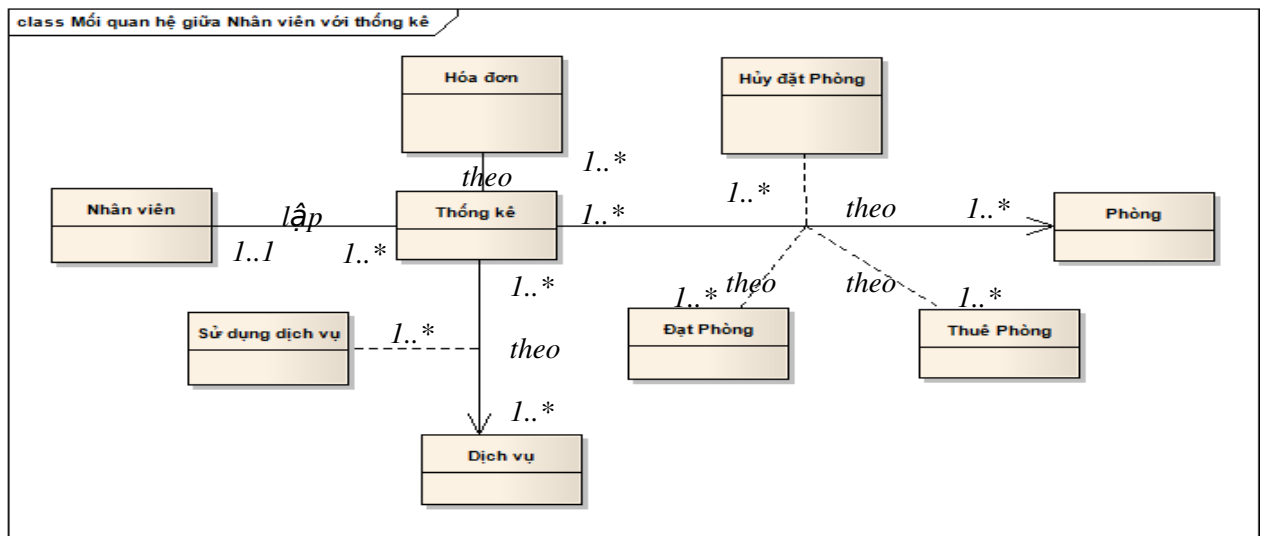 class Mối quan hệ giữa Nhân viên với thống kê
Hóa đơn
Hủy đặt Phòng
theo
1..*
1..*
Nhân viên
lập
1..1
1..*
Thống kê
1..*
theo
1..*
Phòng
1..*
theo
1..*
theo
1..*
Sử dụng dịch vụ
1..*
theo
Đạt Phòng
Thuê Phòng
1..*
Dịch vụ